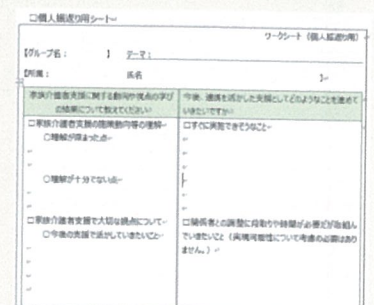 □個人振返り用シート
ワークシート（個人振返り用）
【グループ名： 】 テーマ：
【所属： 氏名 】
家族介護者支援に関する動向や視点の学び
の結果について教えてください
今後、連携を活かした支援としてどのようなことを進めて
いきたいですか
□家族介護者支援の施策動向等の理解
○理解が深まった点
○理解が十分でない点
□家族介護者支援で大切な視点について
○今後の支援で活かしていきたいこと
□すぐに実施できそうなこと
□関係者との調整に段取りや時間が必要だが取組ん
でいきたいこと（実現可能性について考慮の必要はあり
ません。）